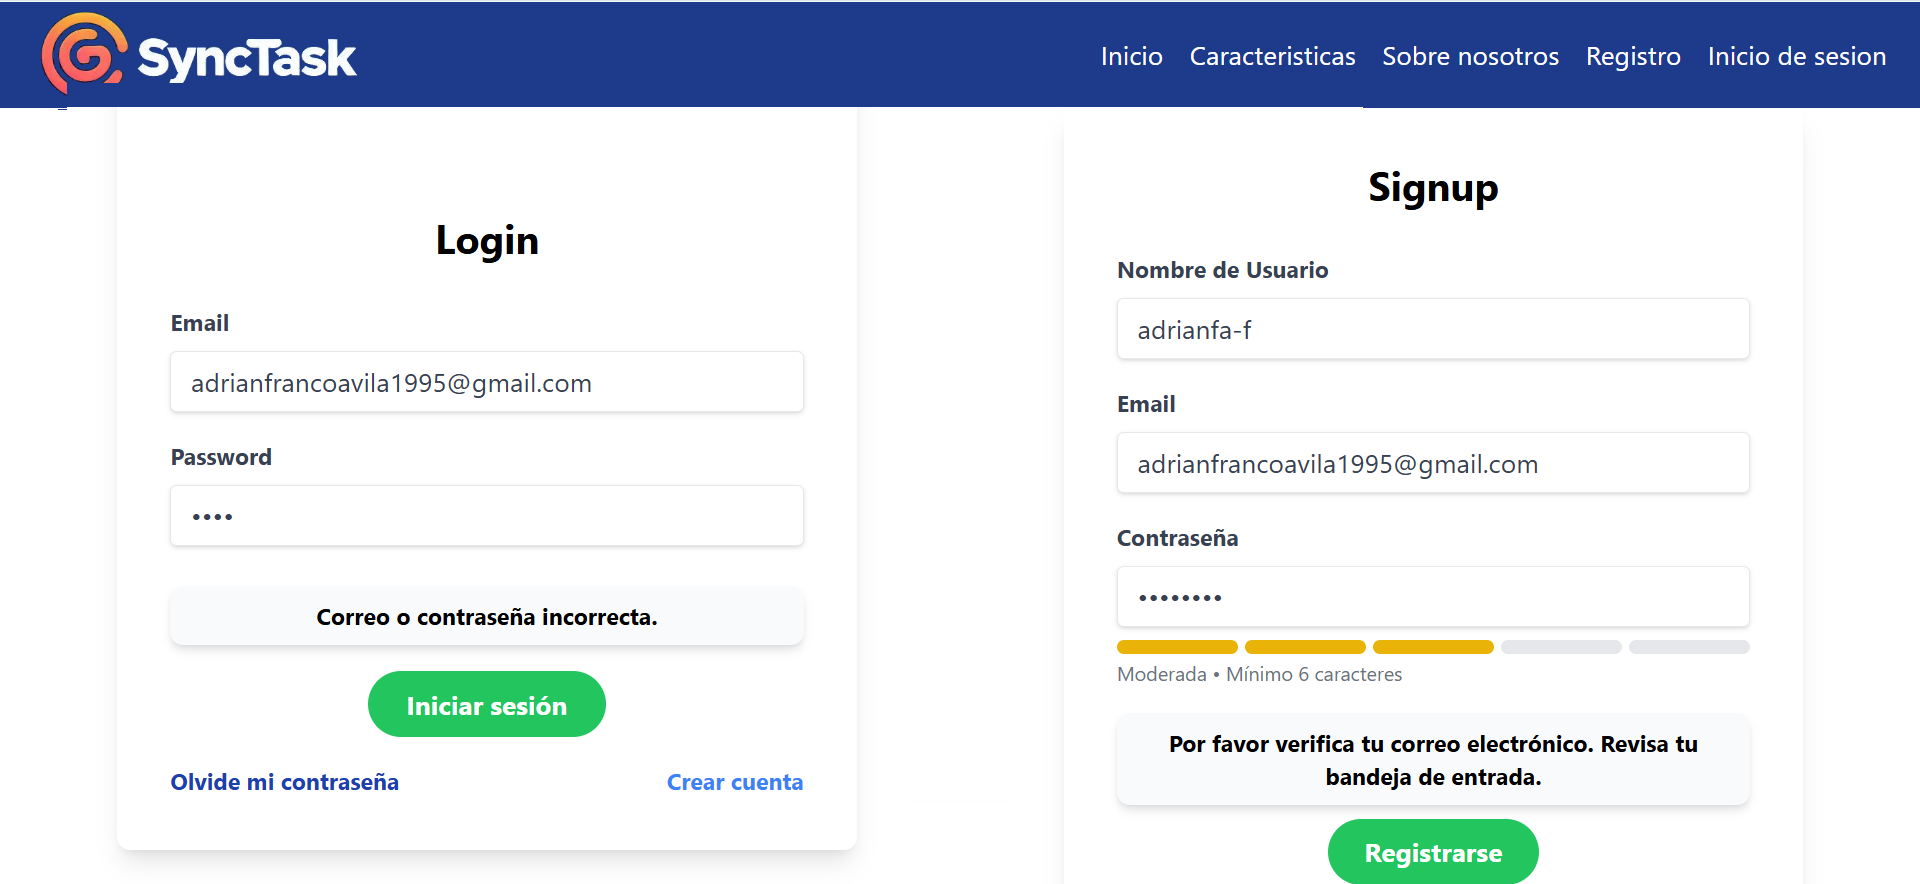 SyncTask
Inicio Caracteristicas Sobre nosotros Registro Inicio de sesion
Login
Email
adrianfrancoavila1995@gmail.com
Password
••••
Correo o contraseña incorrecta.
Iniciar sesión
Olvide mi contraseña Crear cuenta
Signup
Nombre de Usuario
adrianfa-f
Email
adrianfrancoavila1995@gmail.com
Contraseña
••••••••
Moderada • Mínimo 6 caracteres
Por favor verifica tu correo electrónico. Revisa tu
bandeja de entrada.
Registrarse